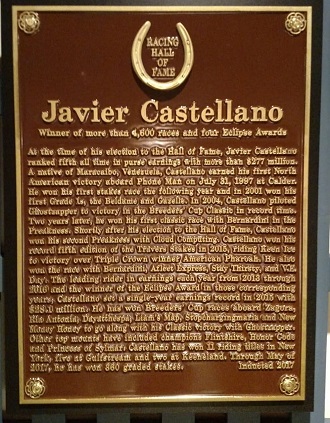 RACING
HALL
OF
FAME
Javier Castellano
Winner of more than 4,600 races and four Eclipse Awards
At the time of his election to the Hall of Fame, Javier Castellano
ranked fifth all time in purse earnings with more than $277 million.
A native of Maracaibo, Venezuela, Castellano earned his first North
American victory aboard Phone Man on July 31, 1997 at Calder.
He won his first stakes race the following year and in 2001 won his
first Grade 1s, the Beldame and Gazelle. In 2004, Castellano piloted
Ghostzapper to victory in the Breeders' Cup Classic in record time.
Two years later, he won his first classic race with Bernardini in the
Preakness. Shortly after his election to the Hall of Fame, Castellano
won his second Preakness with Cloud Computing. Castellano won his
record fifth edition of the Travers Stakes in 2015, riding Keen Ice
to victory over Triple Crown winner American Pharoah. He also
won the race with Bernardini, Afleet Express, Stay Thirsty, and V.E.
Day. The leading rider in earnings each year from 2013 through
2016 and the winner of the Eclipse Award in those corresponding
years, Castellano set a single-year earnings record in 2015 with
million. He has won Breeders' Cup races aboard
Hia Antonia, Dayatthespa, Liam's Map, Stopchargingmaria and New
Money Honey to go along with his Classic victory with Ghostzapper.
Other top mounts have included champions Flintshire, Honor Code
and Princess of Sylmar. Castellano has won 11 riding titles in New
York, five at Gulfstream and two at Keeneland. Through May of
2017, he has won 360 graded stakes. Inducted 2017